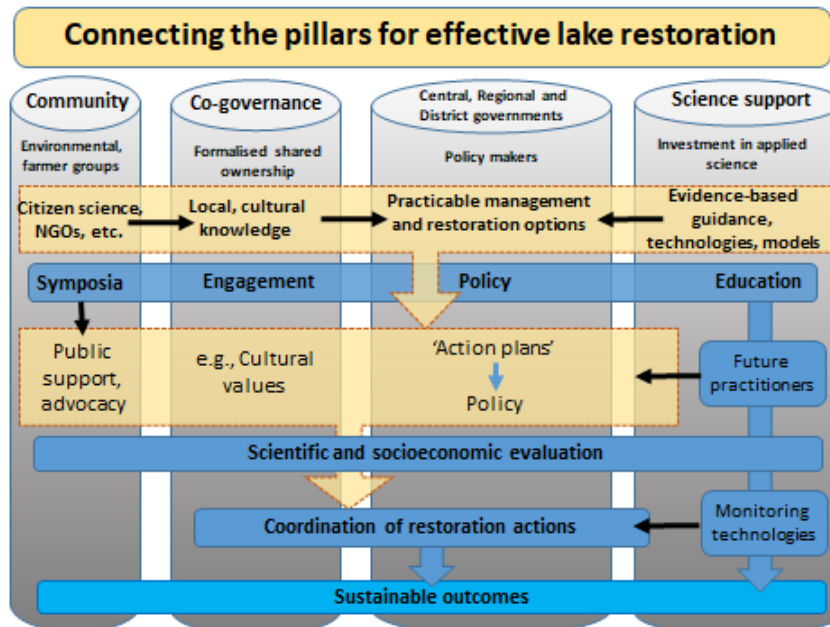 Connecting the pillars for effective lake restoration
Community
Environmental,
farmer groups
Co-governance
Formalised shared
ownership
Central, Regional and
District governments
Policy makers
Science support
Investment in applied
science
Citizen science,
NGOs, etc.
Local, cultural
knowledge
Practicable management
and restoration options
Evidence-based
guidance,
technologies, models
Symposia
Engagement
Policy
Education
Public
support,
advocacy
e.g., Cultural
values
‘Action plans’
Policy
Future
practitioners
Scientific and socioeconomic evaluation
Coordination of restoration actions
Monitoring
technologies
Sustainable outcomes